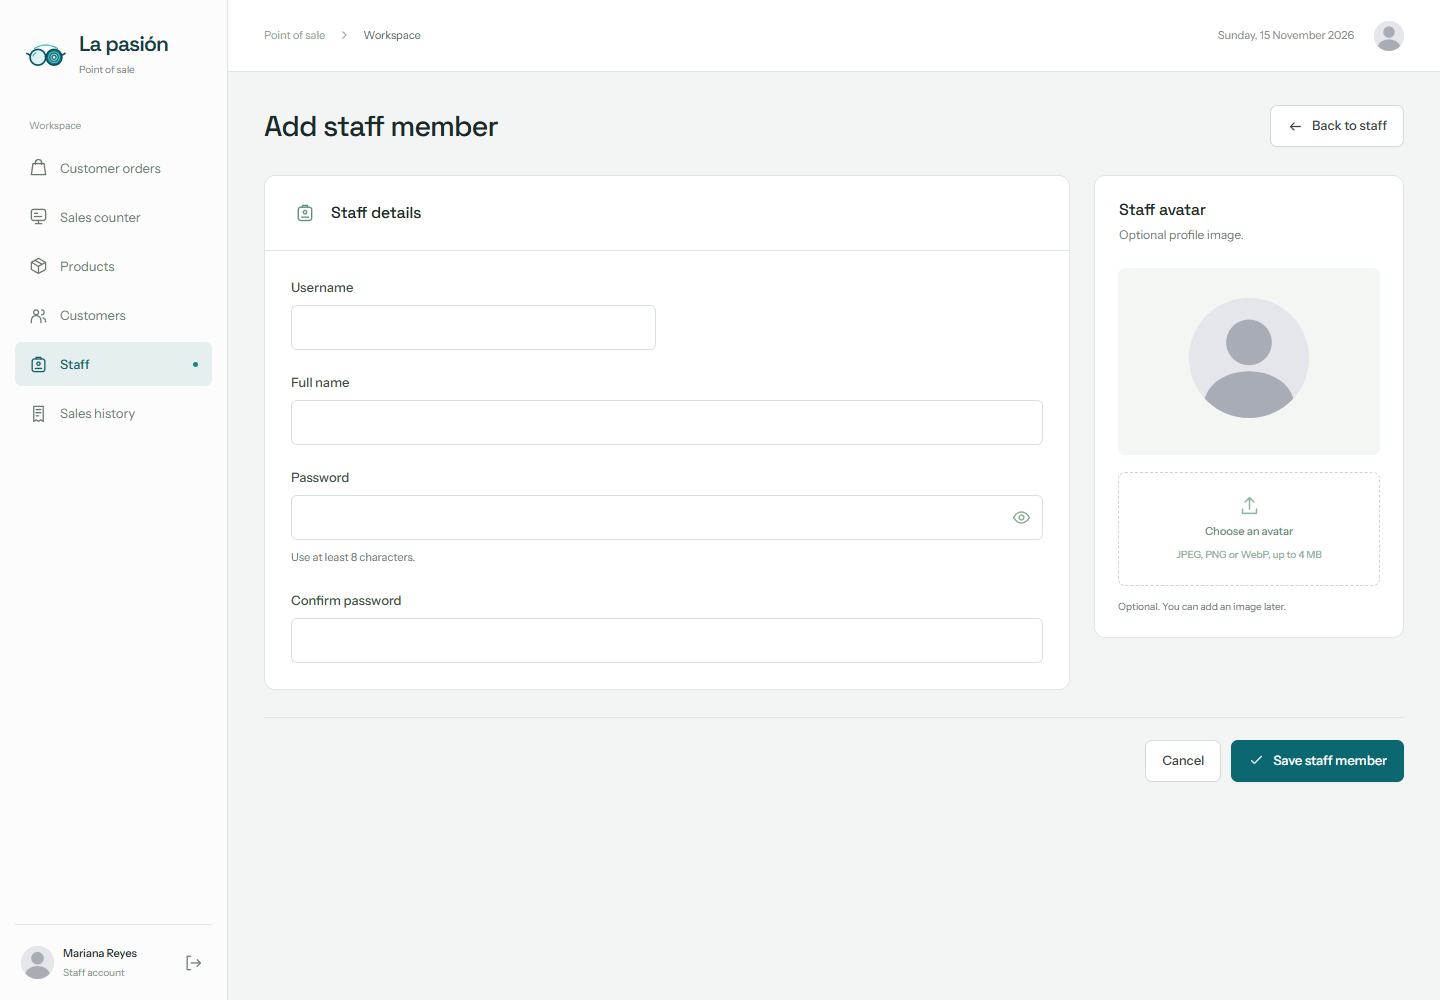 La pasión
Point of sale
Workspace
Customer orders
Sales counter
Products
Customers
Staff
Sales history
Mariana Reyes
Staff account
Point of sale
Workspace
Sunday, 15 November 2026
Add staff member
Back to staff
Staff details
Username
Full name
Password
Use at least 8 characters.
Confirm password
Staff avatar
Optional profile image.
Choose an avatar
JPEG, PNG or WebP, up to 4 MB
Optional. You can add an image later.
Cancel
Save staff member